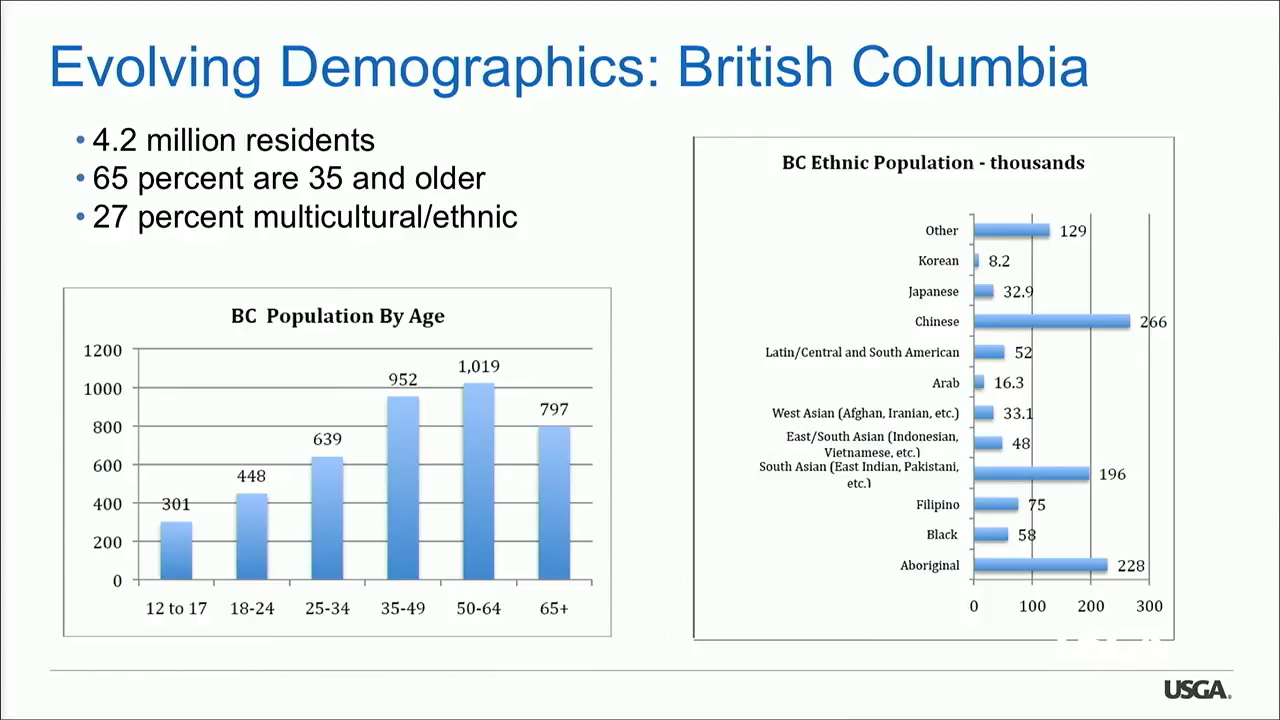 Evolving Demographics: British Columbia
• 4.2 million residents
• 65 percent are 35 and older
• 27 percent multicultural/ethnic
BC Population By Age
1200
1000
800
600
400
200
0
301
448
639
952
1,019
797
12 to 17
18-24
25-34
35-49
50-64
65+
BC Ethnic Population - thousands
Other 129
Korean 8.2
Japanese 32.9
Chinese 266
Latin/Central and South American 52
Arab 16.3
West Asian (Afghan, Iranian, etc.) 33.1
East/South Asian (Indonesian,
Vietnamese, etc.) 48
South Asian (East Indian, Pakistani,
etc.) 196
Filipino 75
Black 58
Aboriginal 228
0 100 200 300
USGA.